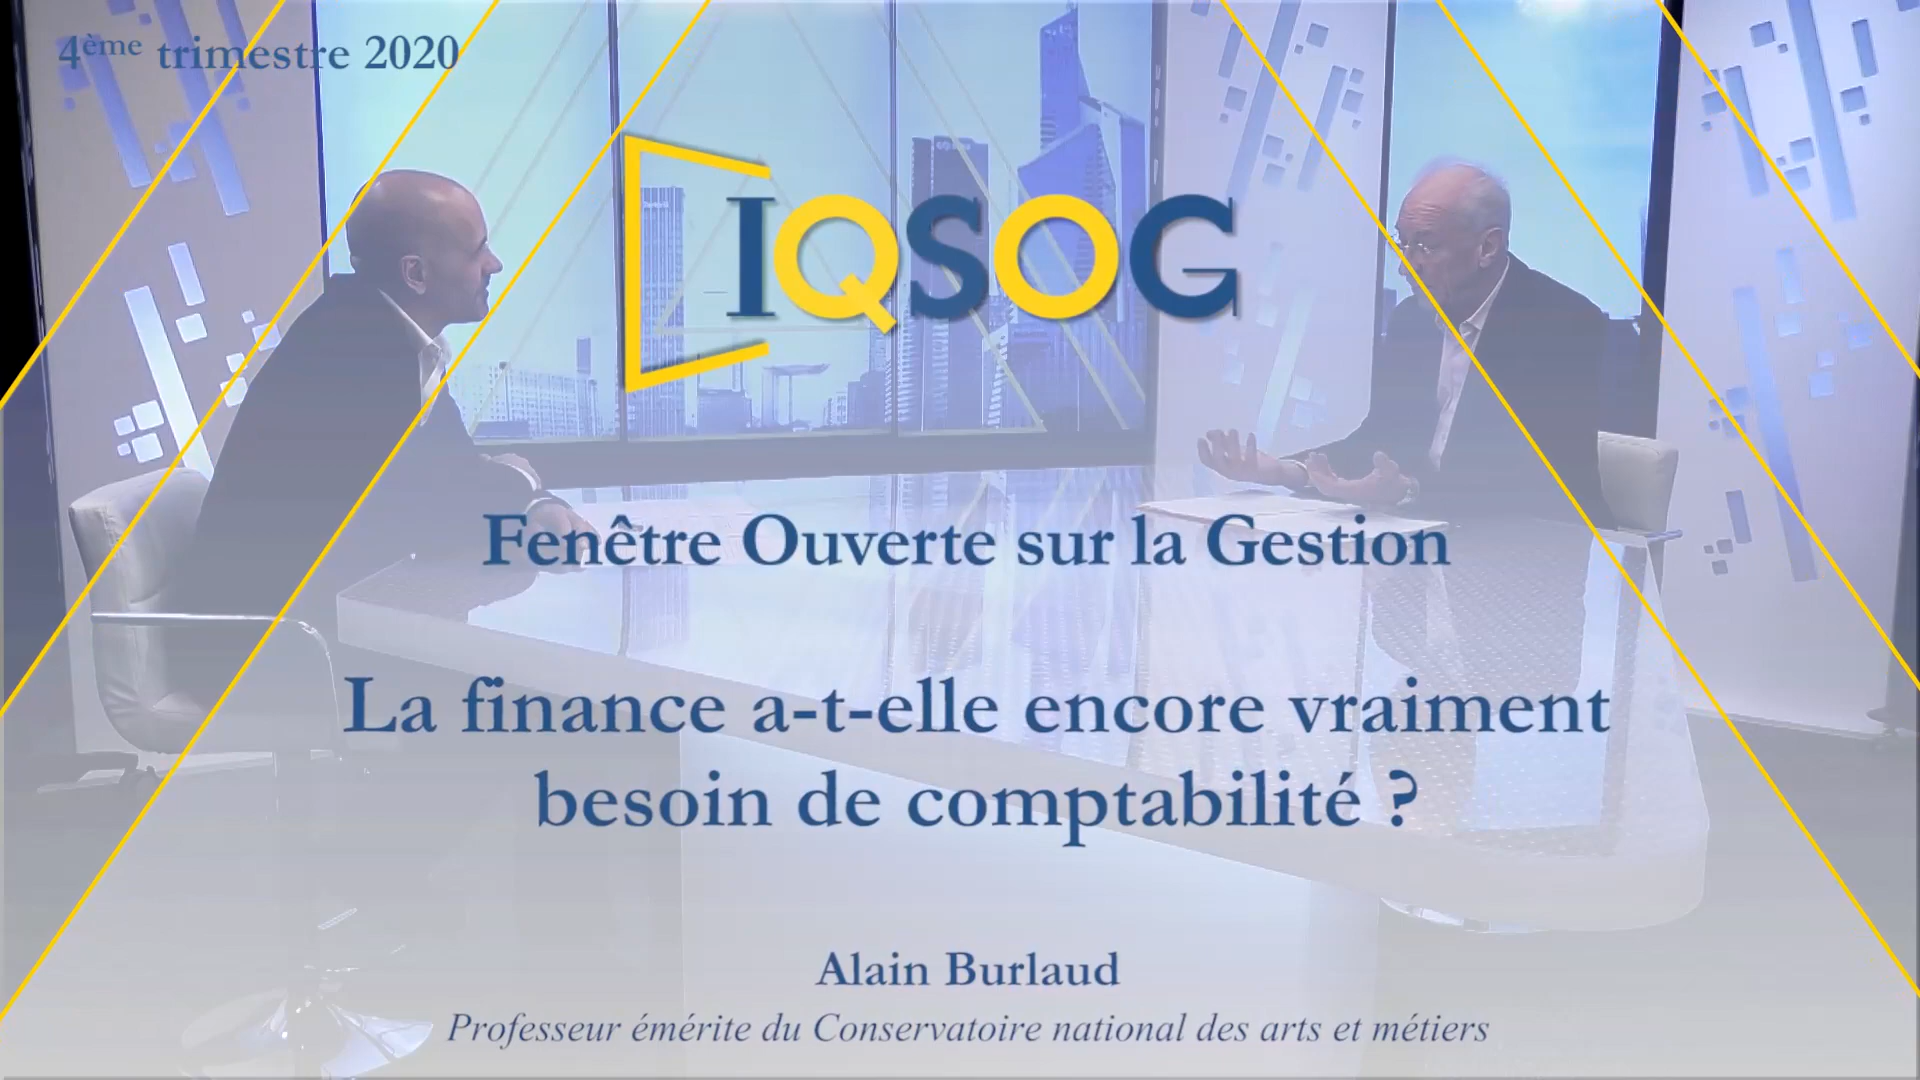 4ème trimestre 2020
IQSOG
Fenêtre Ouverte sur la Gestion
La finance a-t-elle encore vraiment
besoin de comptabilité ?
Alain Burlaud
Professeur émérite du Conservatoire national des arts et métiers